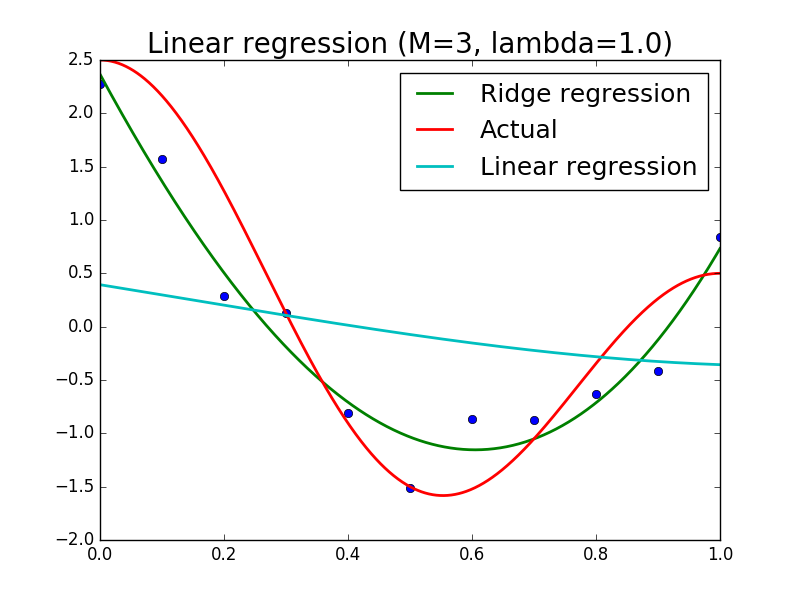 Linear regression (M=3, lambda=1.0)
2.5
2.0
1.5
1.0
0.5
0.0
−0.5
−1.0
−1.5
−2.0
Ridge regression
Actual
Linear regression
0.0 0.2 0.4 0.6 0.8 1.0